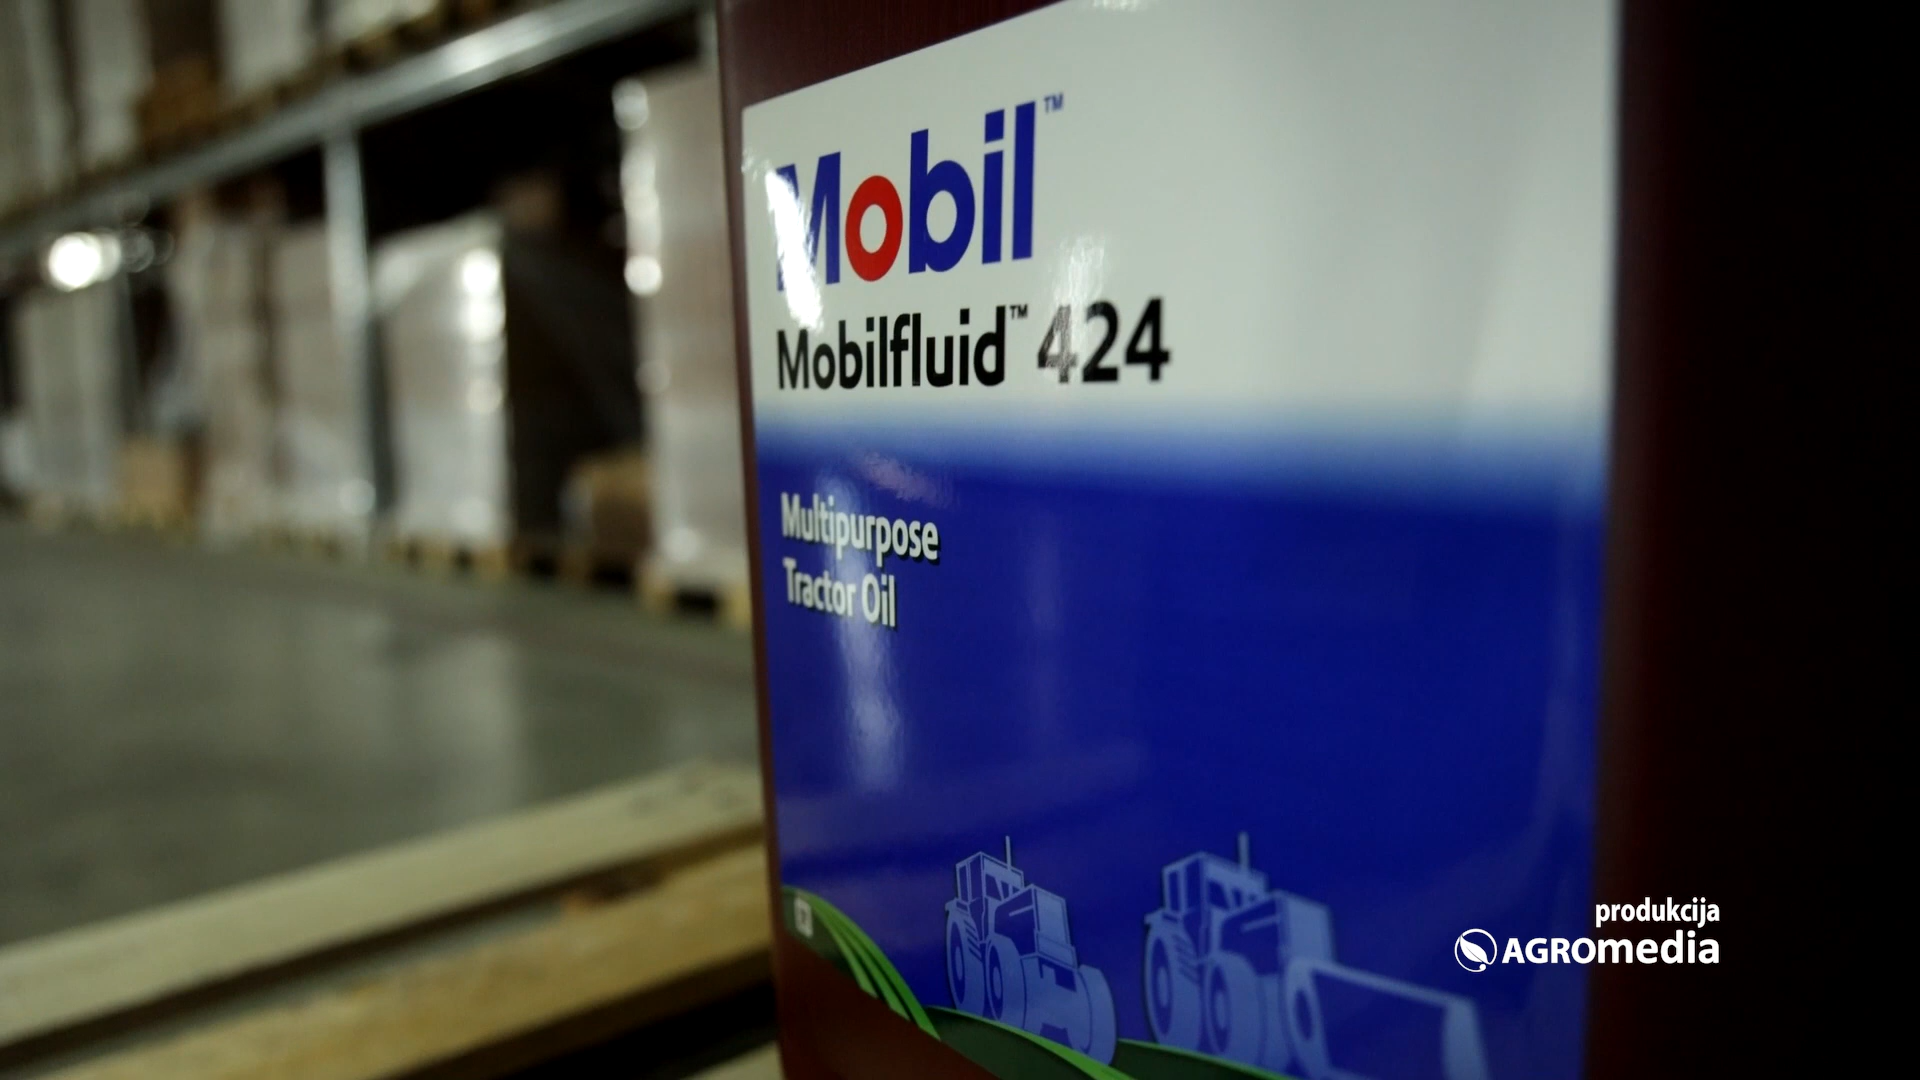 Mobil™
Mobilfluid™ 424
Multipurpose
Tractor Oil
produkcija
AGROmedia